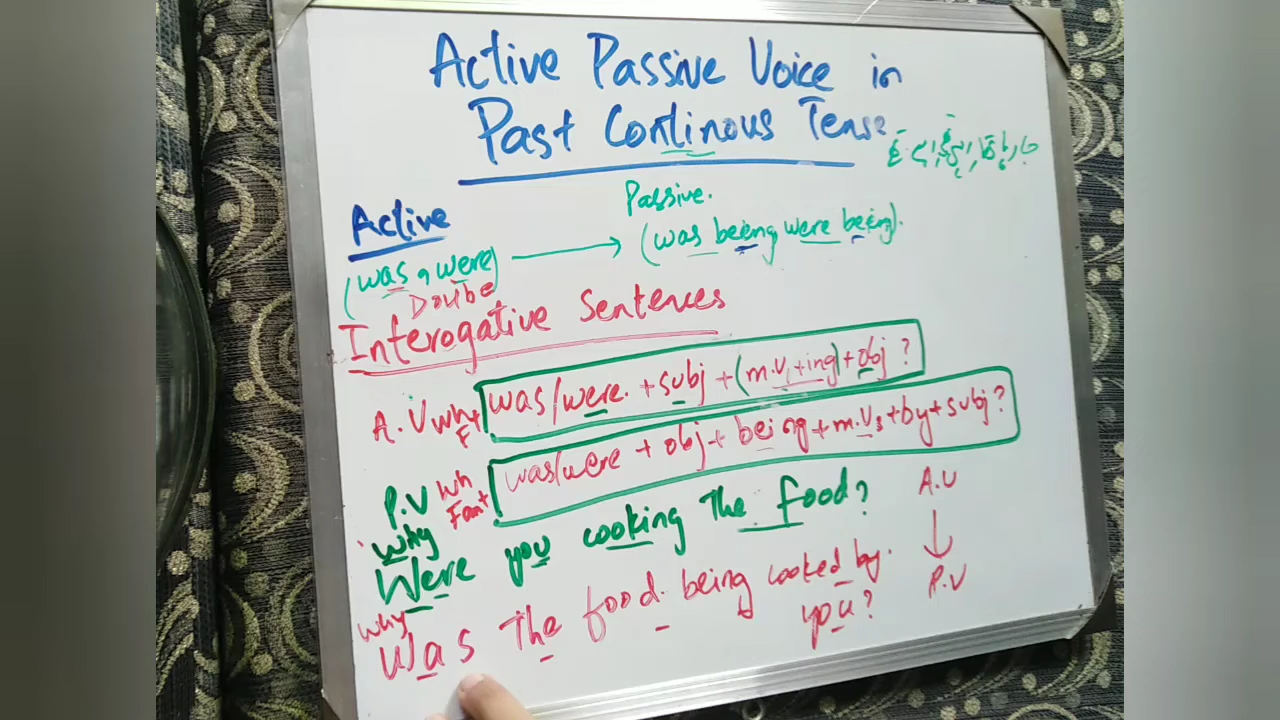 Active Passive Voice in
Past Continous Tense
Active
Passive.
(was, were) → (was being were being).
Double
Interogative Sentences
A.V wh F+ was/were. + subj + (m.V1+ing) + obj ?
P.V wh Fam+ was/were + obj + being + m.V3 + by + subj ?
Why
Were you cooking The food?
A.V
↓
P.V
why
Was The food. being cooked by.
you?